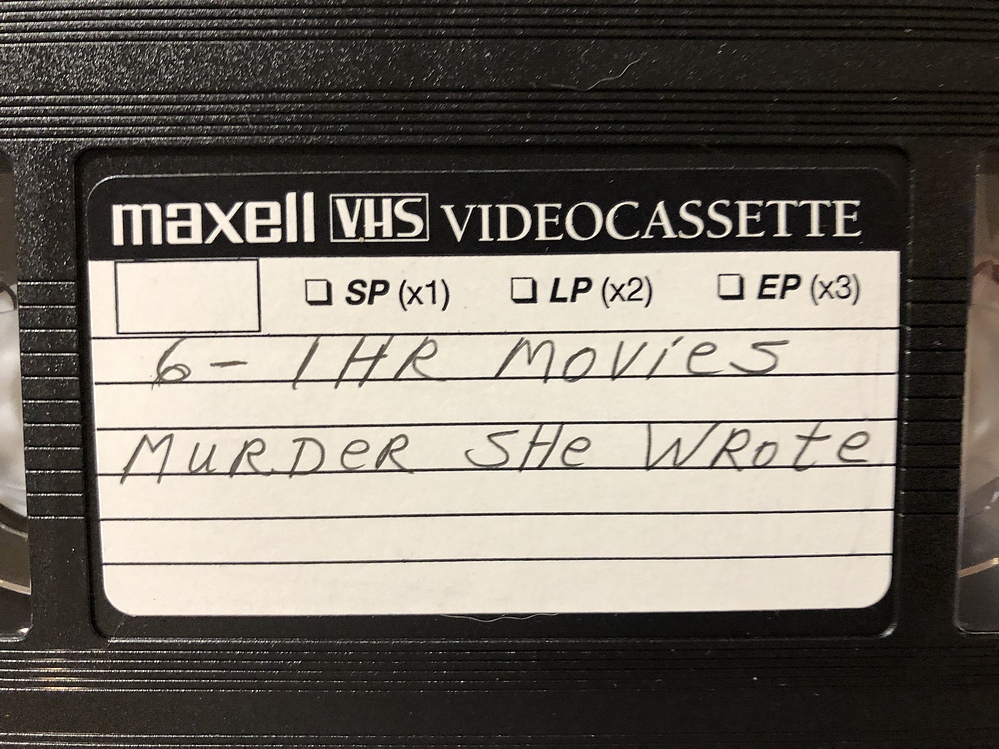 maxell VHS VIDEOCASSETTE
❏ SP (x1) ❏ LP (x2) ❏ EP (x3)
6- 1HR MOVIES
MURDER SHe WRote